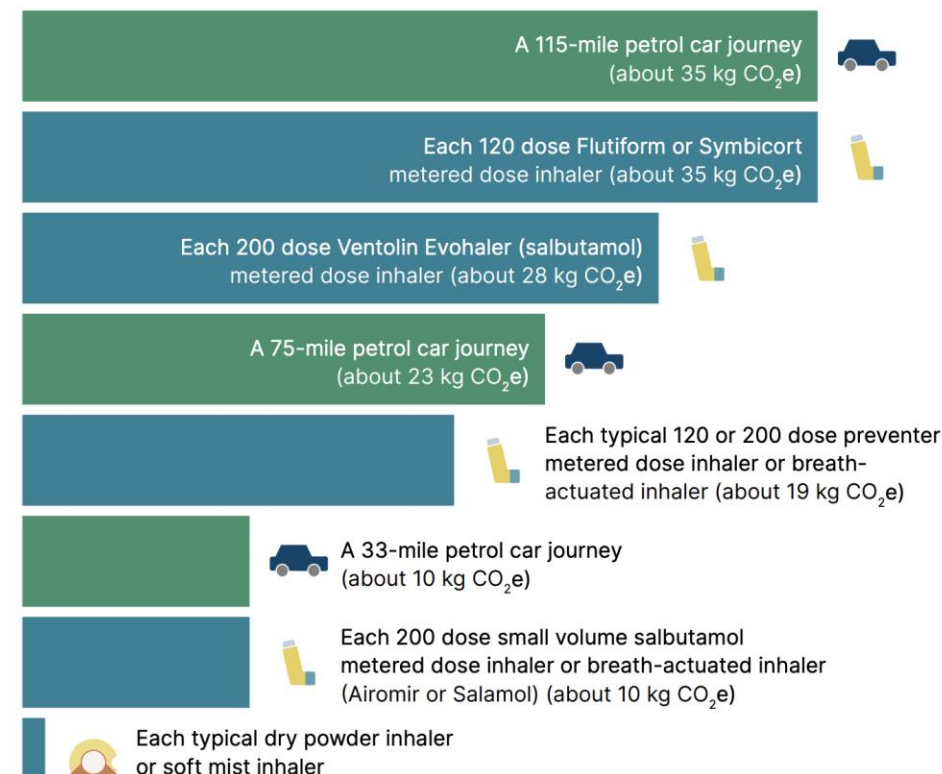 A 115-mile petrol car journey
(about 35 kg CO₂e)
Each 120 dose Flutiform or Symbicort
metered dose inhaler (about 35 kg CO₂e)
Each 200 dose Ventolin Evohaler (salbutamol)
metered dose inhaler (about 28 kg CO₂e)
A 75-mile petrol car journey
(about 23 kg CO₂e)
Each typical 120 or 200 dose preventer
metered dose inhaler or breath-
actuated inhaler (about 19 kg CO₂e)
A 33-mile petrol car journey
(about 10 kg CO₂e)
Each 200 dose small volume salbutamol
metered dose inhaler or breath-actuated inhaler
(Airomir or Salamol) (about 10 kg CO₂e)
Each typical dry powder inhaler
or soft mist inhaler